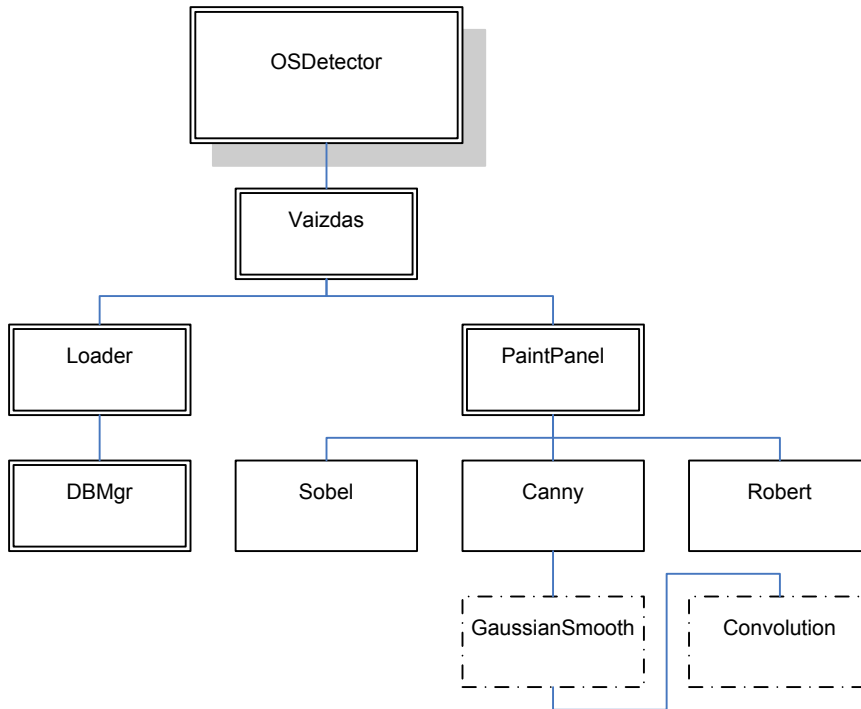 OSDetector
Vaizdas
Loader
PaintPanel
DBMgr
Sobel
Canny
Robert
GaussianSmooth
Convolution